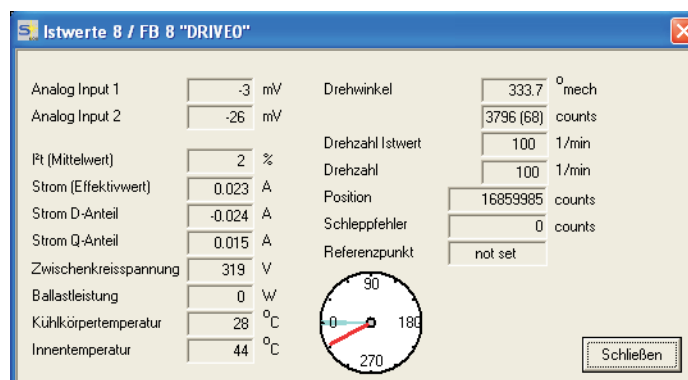 Istwerte 8 / FB 8 "DRIVE0"
Analog Input 1 -3 mV
Analog Input 2 -26 mV
I²t (Mittelwert) 2 %
Strom (Effektivwert) 0.023 A
Strom D-Anteil -0.024 A
Strom Q-Anteil 0.015 A
Zwischenkreisspannung 319 V
Ballastleistung 0 W
Kühlkörpertemperatur 28 °C
Innentemperatur 44 °C
Drehwinkel 333.7 °mech
3796 (68) counts
Drehzahl Istwert 100 1/min
Drehzahl 100 1/min
Position 16859985 counts
Schleppfehler 0 counts
Referenzpunkt not set
90
0 180
270
Schließen